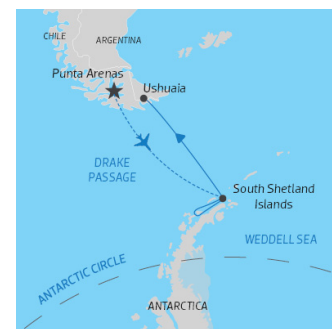 CHILE
ARGENTINA
Punta Arenas
Ushuaia
DRAKE
PASSAGE
South Shetland
Islands
WEDDELL SEA
ANTARCTIC CIRCLE
ANTARCTICA